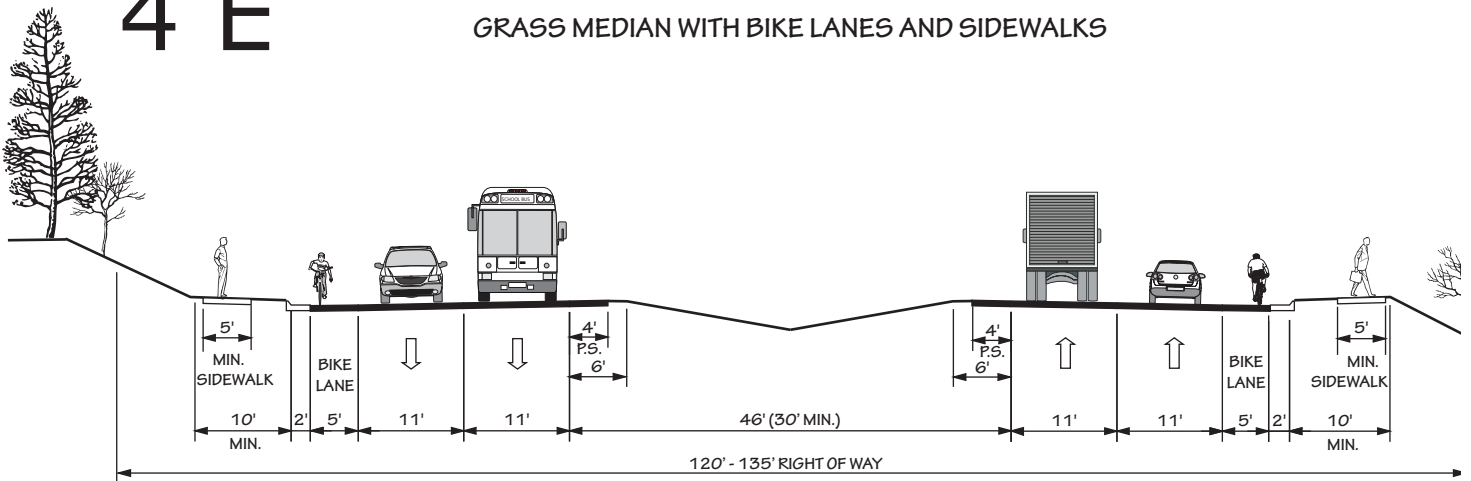 4 E
GRASS MEDIAN WITH BIKE LANES AND SIDEWALKS
SCHOOL BUS
5'
MIN.
SIDEWALK
BIKE
LANE
4'
P.S.
6'
4'
P.S.
6'
BIKE
LANE
5'
MIN.
SIDEWALK
10'
MIN.
2'
5'
11'
11'
46' (30' MIN.)
11'
11'
5'
2'
10'
MIN.
120' - 135' RIGHT OF WAY